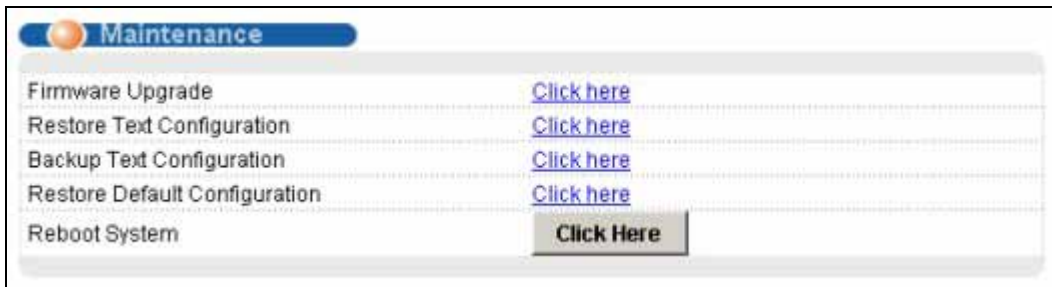 Maintenance
Firmware Upgrade Click here
Restore Text Configuration Click here
Backup Text Configuration Click here
Restore Default Configuration Click here
Reboot System Click Here